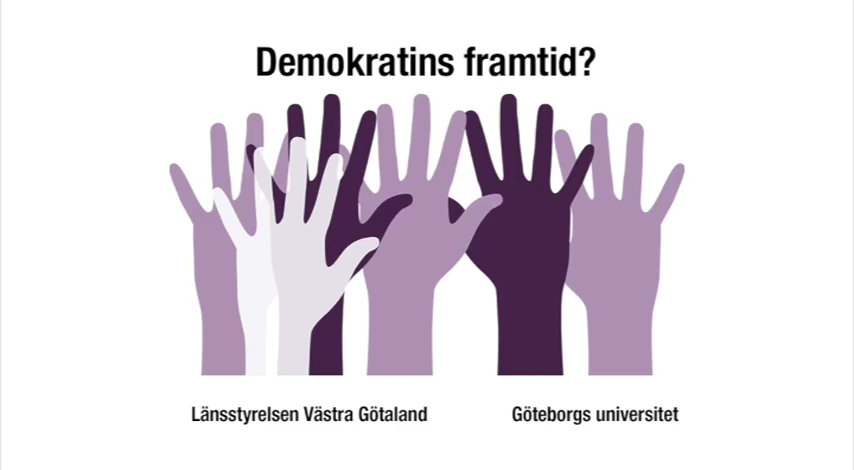 Demokratins framtid?
Länsstyrelsen Västra Götaland
Göteborgs universitet